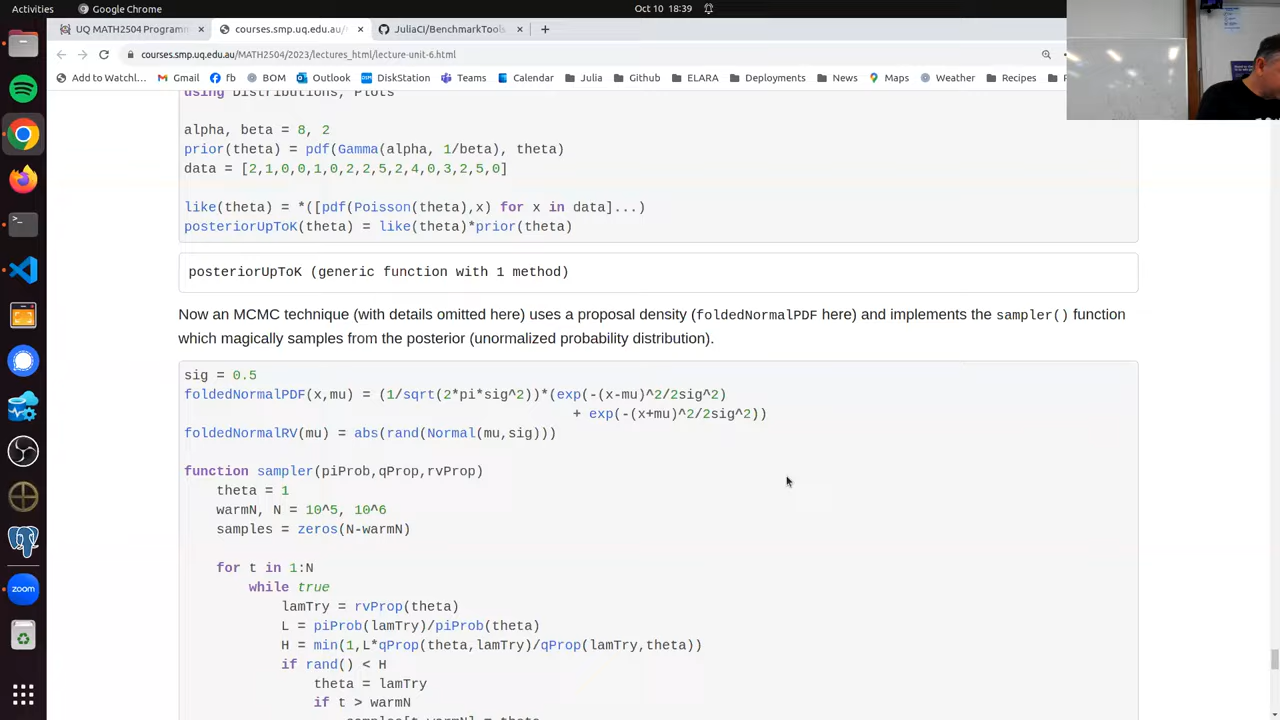 Activities
Google Chrome
Oct 10 18:39
UQ MATH2504 Programm
courses.smp.uq.edu.au/
JuliaCI/BenchmarkTools
courses.smp.uq.edu.au/MATH2504/2023/lectures_html/lecture-unit-6.html
Add to Watchl... Gmail fb BOM Outlook DiskStation Teams Calendar Julia Github ELARA Deployments News Maps Weather Recipes
using Distributions, Plots
alpha, beta = 8, 2
prior(theta) = pdf(Gamma(alpha, 1/beta), theta)
data = [2,1,0,0,1,0,2,2,5,2,4,0,3,2,5,0]
like(theta) = *([pdf(Poisson(theta),x) for x in data]...)
posteriorUpToK(theta) = like(theta)*prior(theta)
posteriorUpToK (generic function with 1 method)
Now an MCMC technique (with details omitted here) uses a proposal density (foldedNormalPDF here) and implements the sampler() function
which magically samples from the posterior (unormalized probability distribution).
sig = 0.5
foldedNormalPDF(x,mu) = (1/sqrt(2*pi*sig^2))*(exp(-(x-mu)^2/2sig^2)
+ exp(-(x+mu)^2/2sig^2))
foldedNormalRV(mu) = abs(rand(Normal(mu,sig)))
function sampler(piProb,qProp,rvProp)
theta = 1
warmN, N = 10^5, 10^6
samples = zeros(N-warmN)
for t in 1:N
while true
lamTry = rvProp(theta)
L = piProb(lamTry)/piProb(theta)
H = min(1,L*qProp(theta,lamTry)/qProp(lamTry,theta))
if rand() < H
theta = lamTry
if t > warmN
samples[t-warmN] = theta
zoom